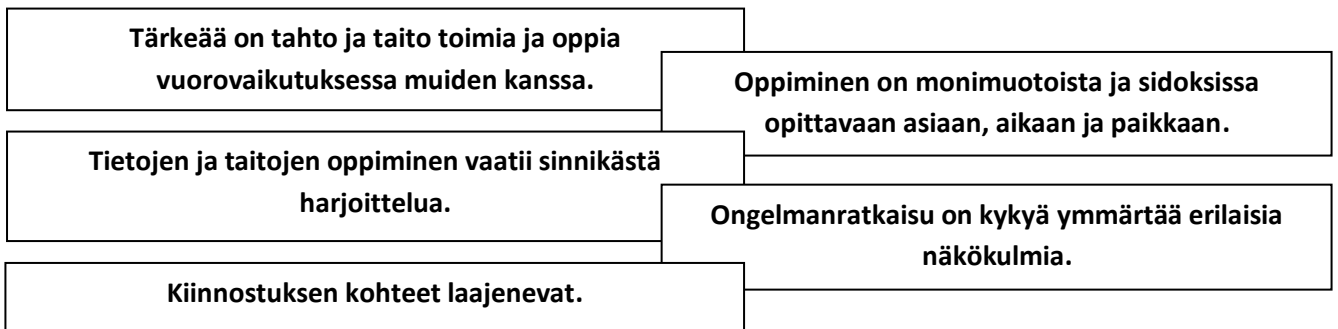 Tärkeää on tahto ja taito toimia ja oppia
vuorovaikutuksessa muiden kanssa.
Oppiminen on monimuotoista ja sidoksissa
opittavaan asiaan, aikaan ja paikkaan.
Tietojen ja taitojen oppiminen vaatii sinnikästä
harjoittelua.
Ongelmanratkaisu on kykyä ymmärtää erilaisia
näkökulmia.
Kiinnostuksen kohteet laajenevat.